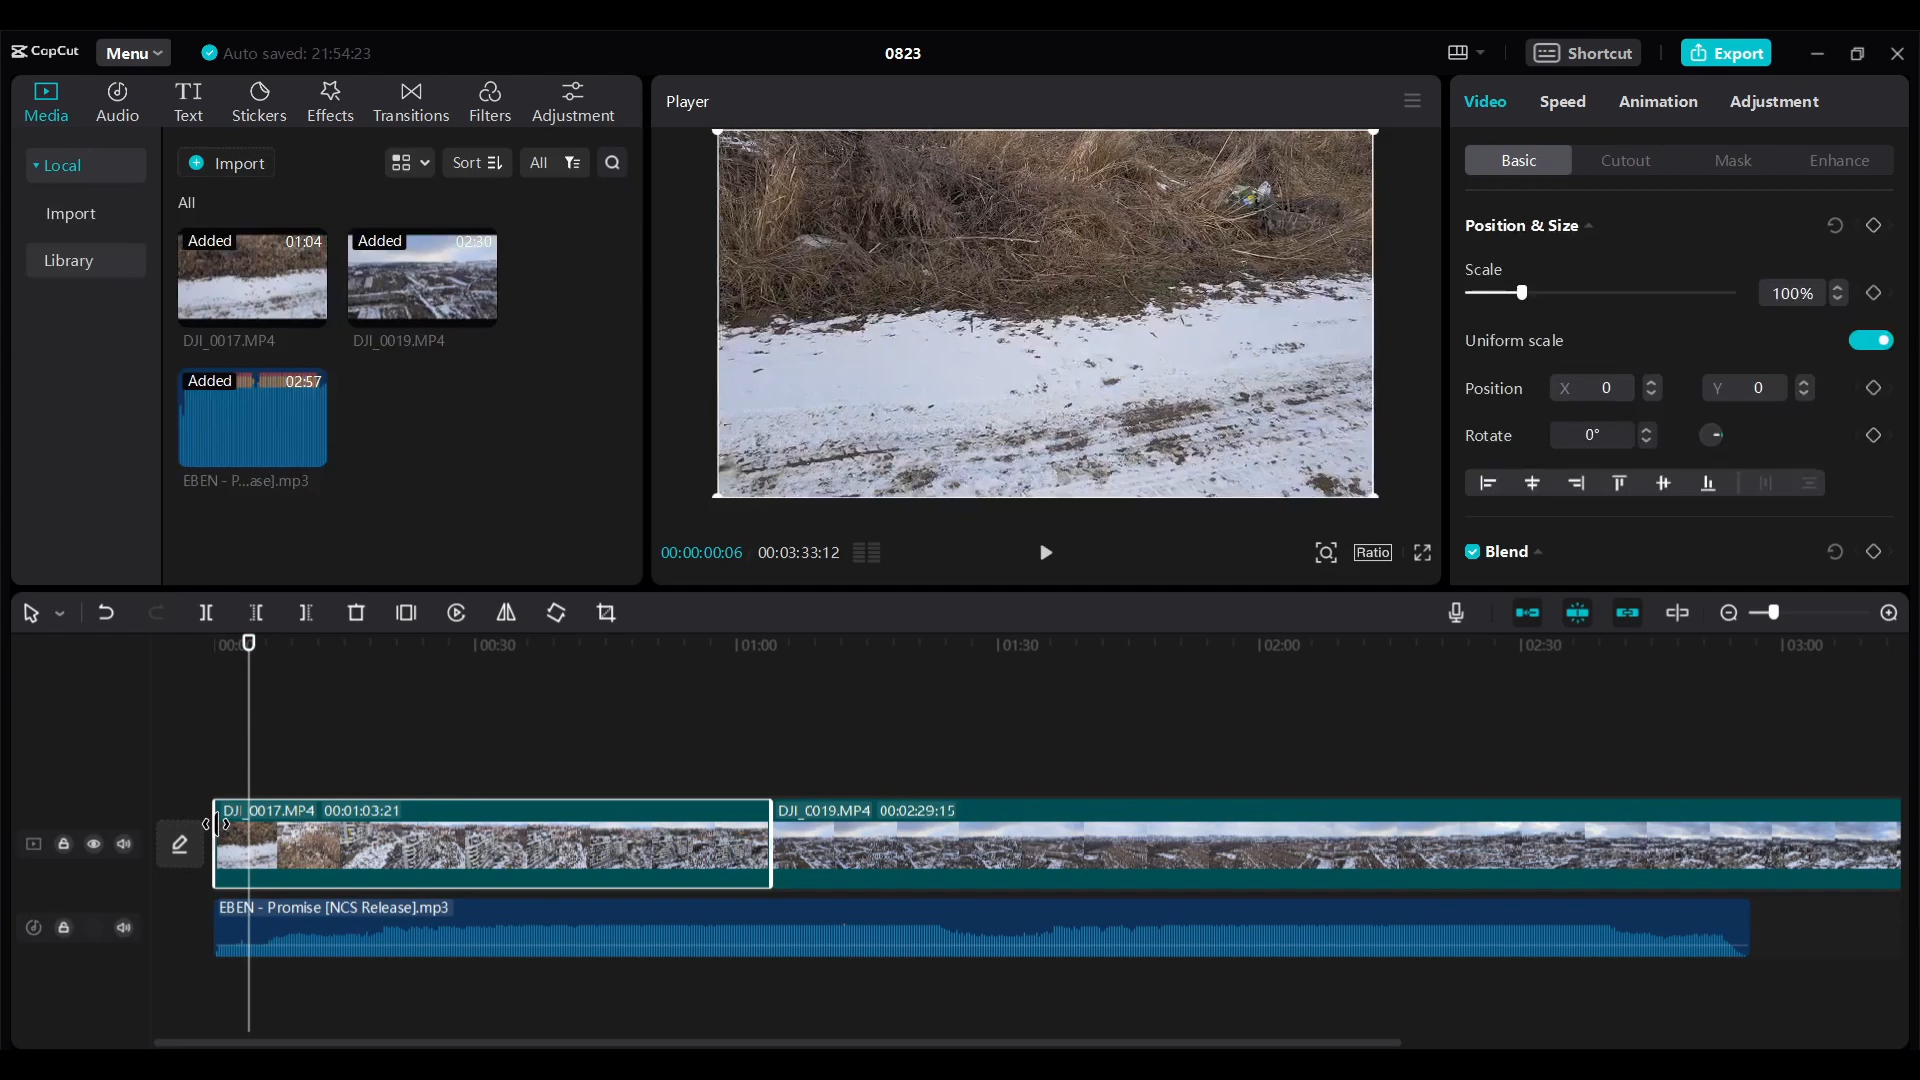 CapCut
Menu
Auto saved: 21:54:23
0823
Shortcut
Export
Media
Audio
TI
Text
Stickers
Effects
Transitions
Filters
Adjustment
Player
Video
Speed
Animation
Adjustment
Local
Import
Library
Import
Sort
All
All
Added 01:04
Added 02:30
DJI_0017.MP4
DJI_0019.MP4
Added 02:57
EBEN - P...ase].mp3
00:00:00:06
00:03:33:12
Ratio
Basic
Cutout
Mask
Enhance
Position & Size
Scale
100%
Uniform scale
Position
X 0
Y 0
Rotate
0°
Blend
00:0
00:30
01:00
01:30
02:00
02:30
03:00
DJI_0017.MP4 00:01:03:21
DJI_0019.MP4 00:02:29:15
EBEN - Promise [NCS Release].mp3